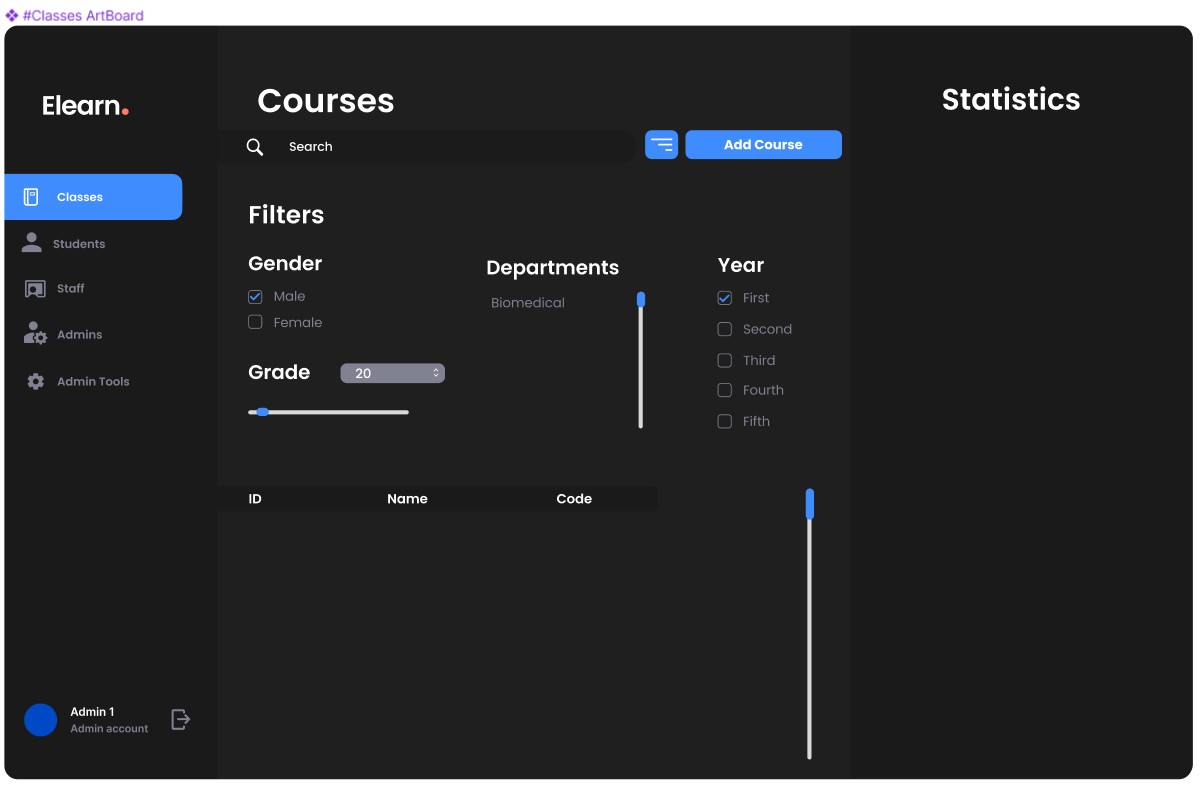 #Classes ArtBoard
Elearn.
Classes
Students
Staff
Admins
Admin Tools
Admin 1
Admin account
Courses
Search
Add Course
Filters
Gender
Male
Female
Grade
20
Departments
Biomedical
Year
First
Second
Third
Fourth
Fifth
ID Name Code
Statistics